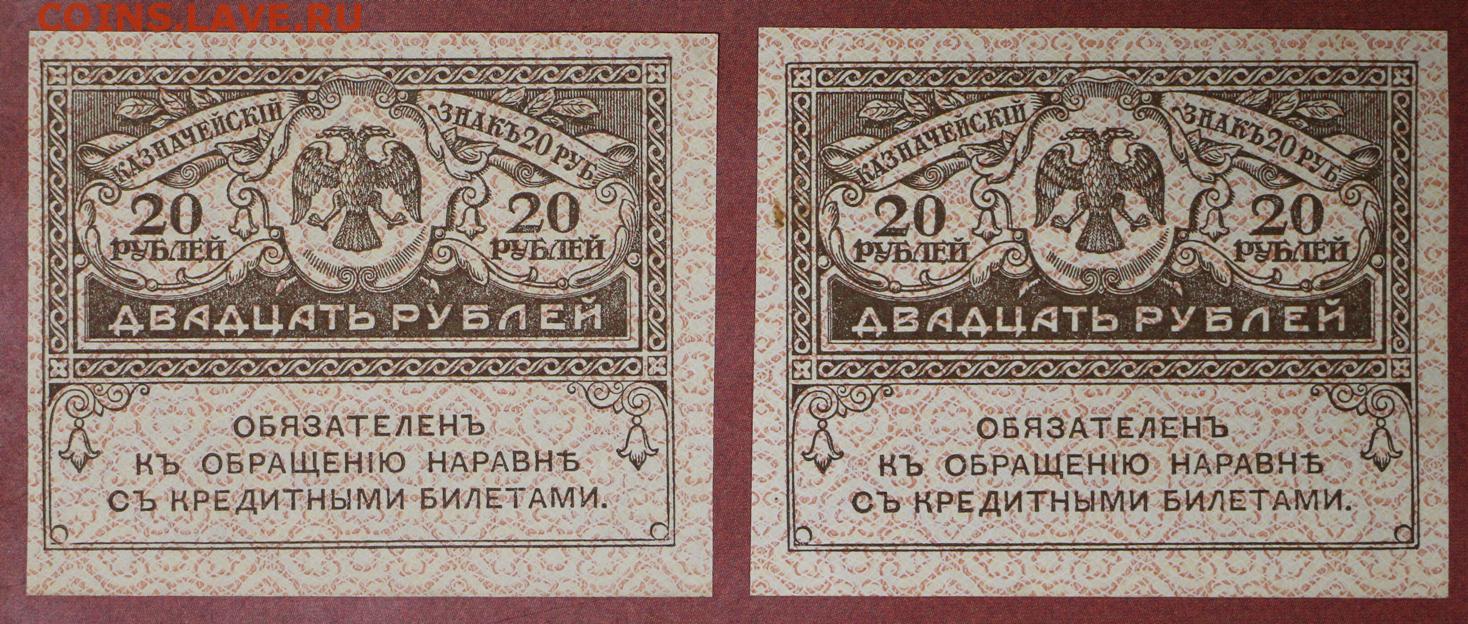 COINS.LAVE.RU
КАЗНАЧЕЙСКІЙ ЗНАКЪ 20 РУБ.
20 РУБЛЕЙ
20 РУБЛЕЙ
ДВАДЦАТЬ РУБЛЕЙ
ОБЯЗАТЕЛЕНЪ
КЪ ОБРАЩЕНІЮ НАРАВНѢ
СЪ КРЕДИТНЫМИ БИЛЕТАМИ.
КАЗНАЧЕЙСКІЙ ЗНАКЪ 20 РУБ.
20 РУБЛЕЙ
20 РУБЛЕЙ
ДВАДЦАТЬ РУБЛЕЙ
ОБЯЗАТЕЛЕНЪ
КЪ ОБРАЩЕНІЮ НАРАВНѢ
СЪ КРЕДИТНЫМИ БИЛЕТАМИ.